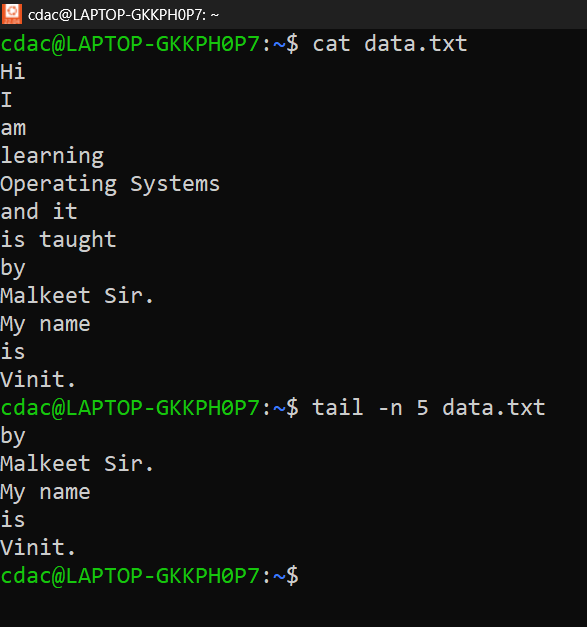 cdac@LAPTOP-GKKPH0P7: ~
cdac@LAPTOP-GKKPH0P7:~$ cat data.txt
Hi
I
am
learning
Operating Systems
and it
is taught
by
Malkeet Sir.
My name
is
Vinit.
cdac@LAPTOP-GKKPH0P7:~$ tail -n 5 data.txt
by
Malkeet Sir.
My name
is
Vinit.
cdac@LAPTOP-GKKPH0P7:~$